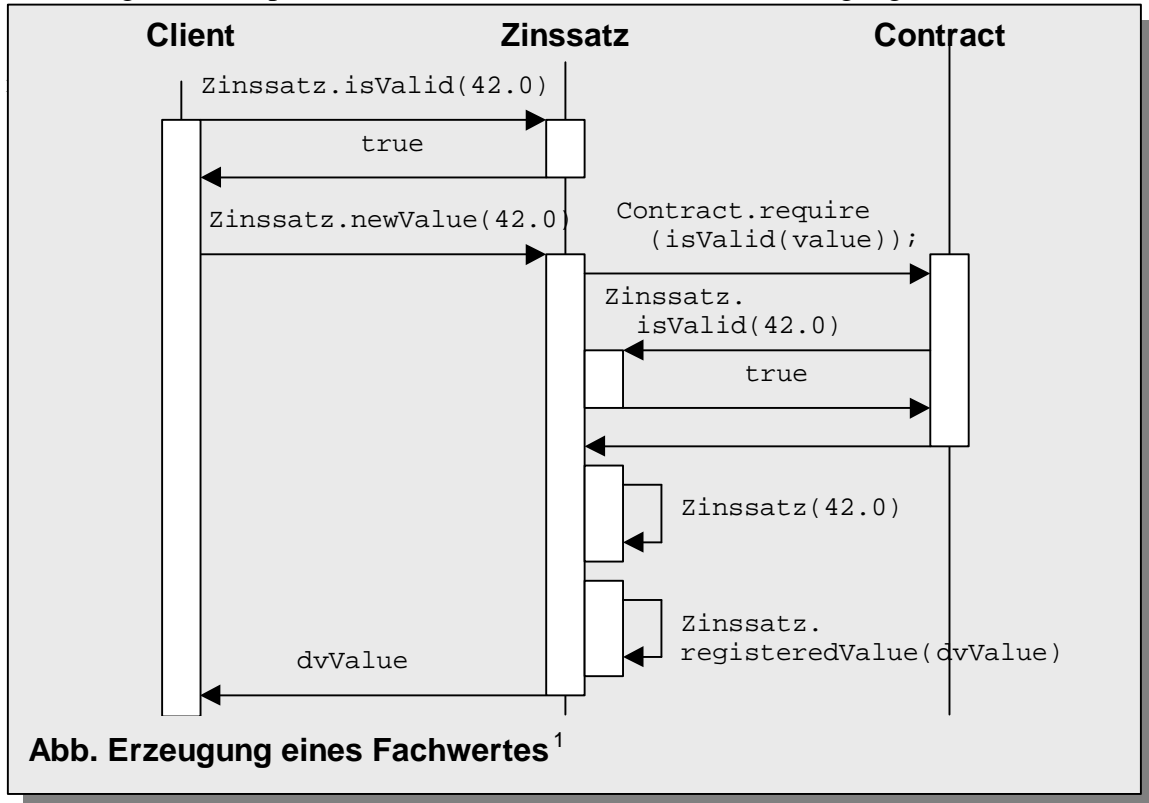 Client
Zinssatz
Contract
Zinssatz.isValid(42.0)
true
Zinssatz.newValue(42.0)
Contract.require
(isValid(value));
Zinssatz.
isValid(42.0)
true
Zinssatz(42.0)
Zinssatz.
registeredValue(dvValue)
dvValue
Abb. Erzeugung eines Fachwertes¹